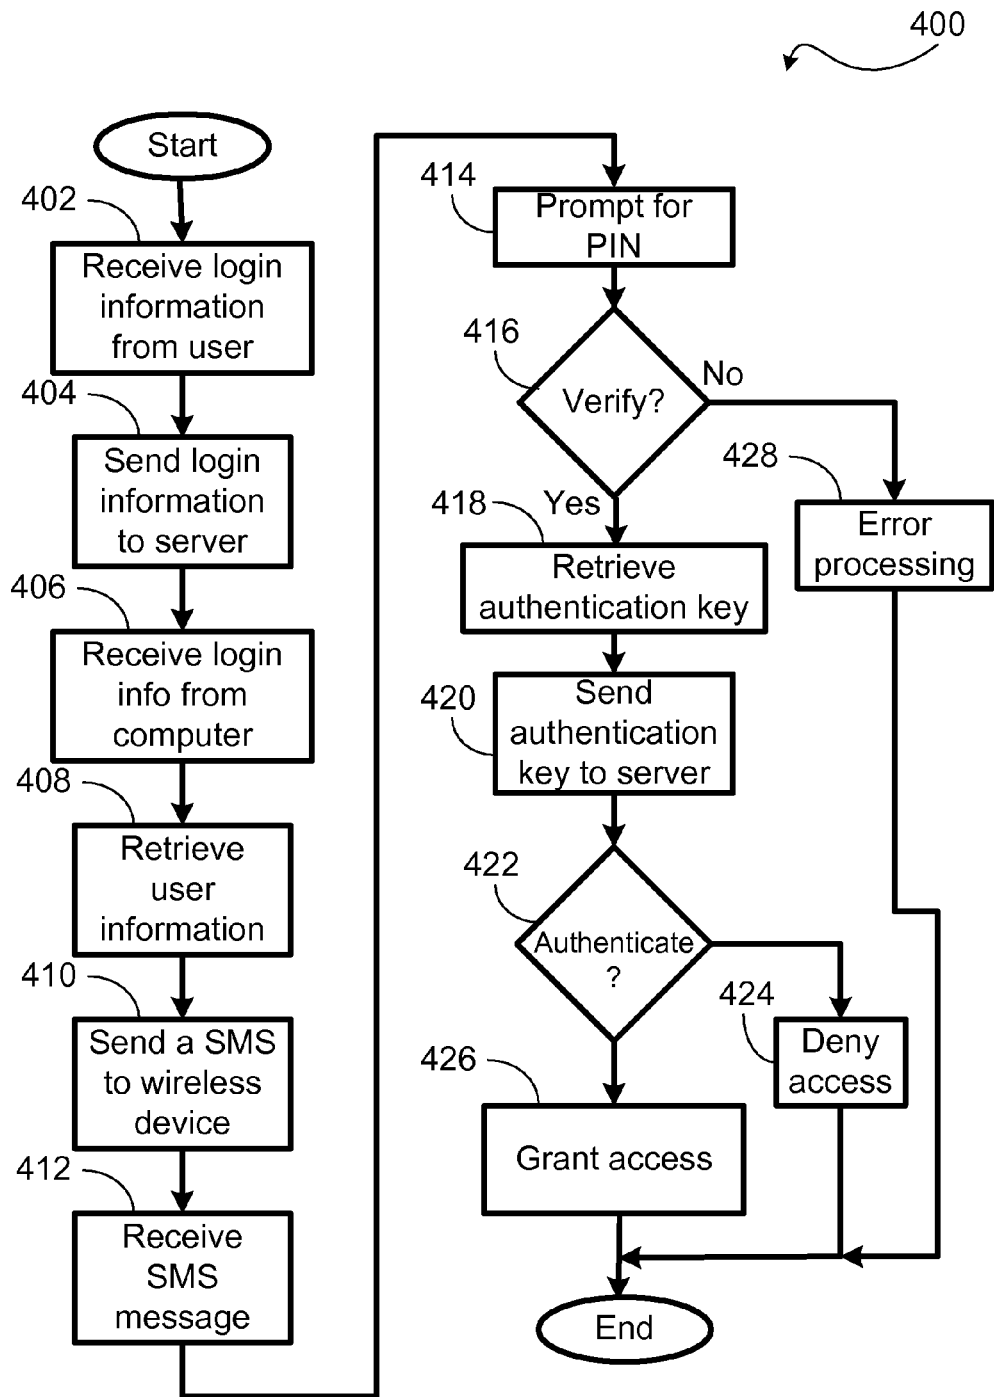 400
Start
402
Receive login
information
from user
404
Send login
information
to server
406
Receive login
info from
computer
408
Retrieve
user
information
410
Send a SMS
to wireless
device
412
Receive
SMS
message
414
Prompt for
PIN
416
Verify?
No
Yes
428
Error
processing
418
Retrieve
authentication key
420
Send
authentication
key to server
422
Authenticate
?
424
Deny
access
426
Grant access
End